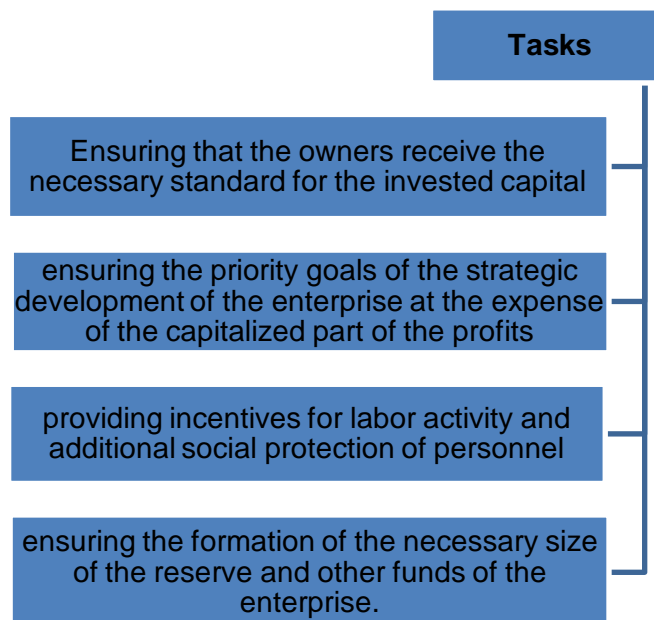 Tasks
Ensuring that the owners receive the
necessary standard for the invested capital
ensuring the priority goals of the strategic
development of the enterprise at the expense
of the capitalized part of the profits
providing incentives for labor activity and
additional social protection of personnel
ensuring the formation of the necessary size
of the reserve and other funds of the
enterprise.